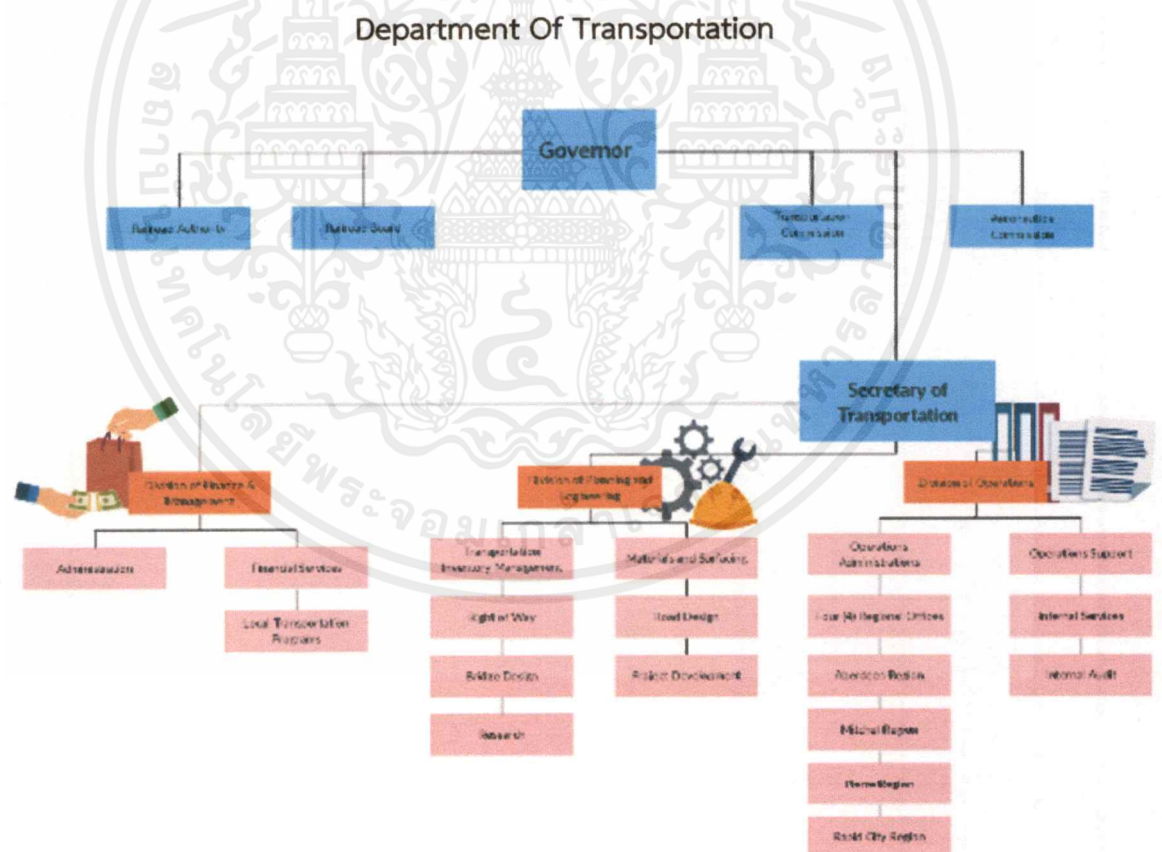 Department Of Transportation
Governor
Railroad Authority
Railroad Board
Transportation
Commission
Aeronautics
Commission
Secretary of
Transportation
Division of Finance &
Management
Division of Planning and
Engineering
Division of Operations
Administration
Financial Services
Local Transportation
Programs
Transportation
Inventory Management
Right of Way
Bridge Design
Research
Materials and Surfacing
Road Design
Project Development
Operations
Administrations
Four (4) Regional Offices
Aberdeen Region
Mitchel Region
Pierre Region
Rapid City Region
Operations Support
Internal Services
Internal Audit